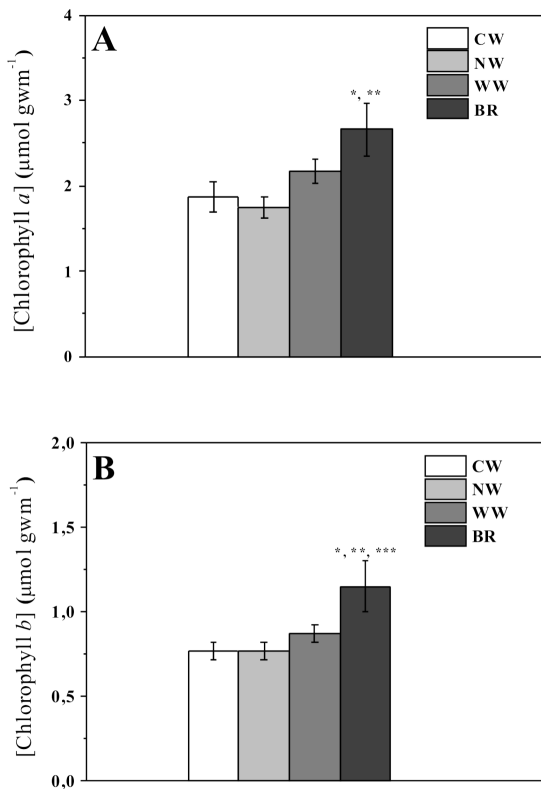 A
4
3
2
1
0
[Chlorophyll a] (μmol gwm⁻¹)
CW
NW
WW
BR
*, **
B
2,0
1,5
1,0
0,5
0,0
[Chlorophyll b] (μmol gwm⁻¹)
CW
NW
WW
BR
*, **, ***